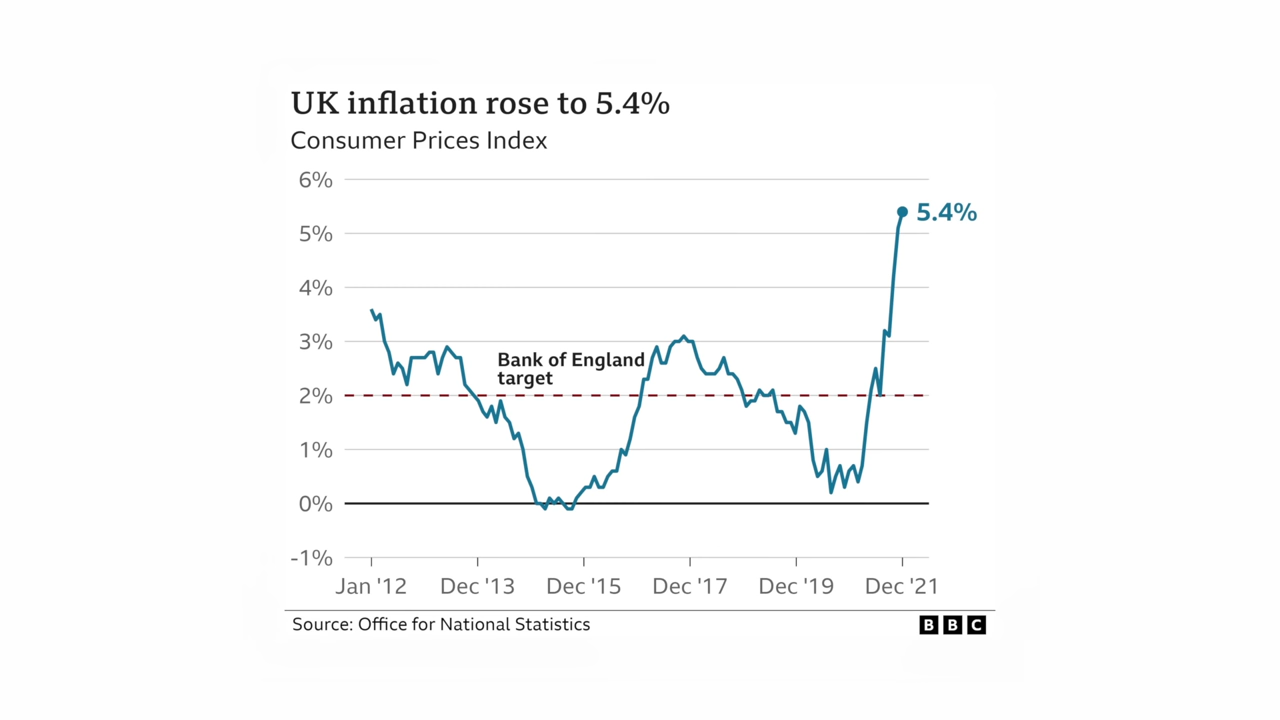 UK inflation rose to 5.4%
Consumer Prices Index
6%
5.4%
5%
4%
3%
Bank of England
target
2%
1%
0%
-1%
Jan '12 Dec '13 Dec '15 Dec '17 Dec '19 Dec '21
Source: Office for National Statistics BBC